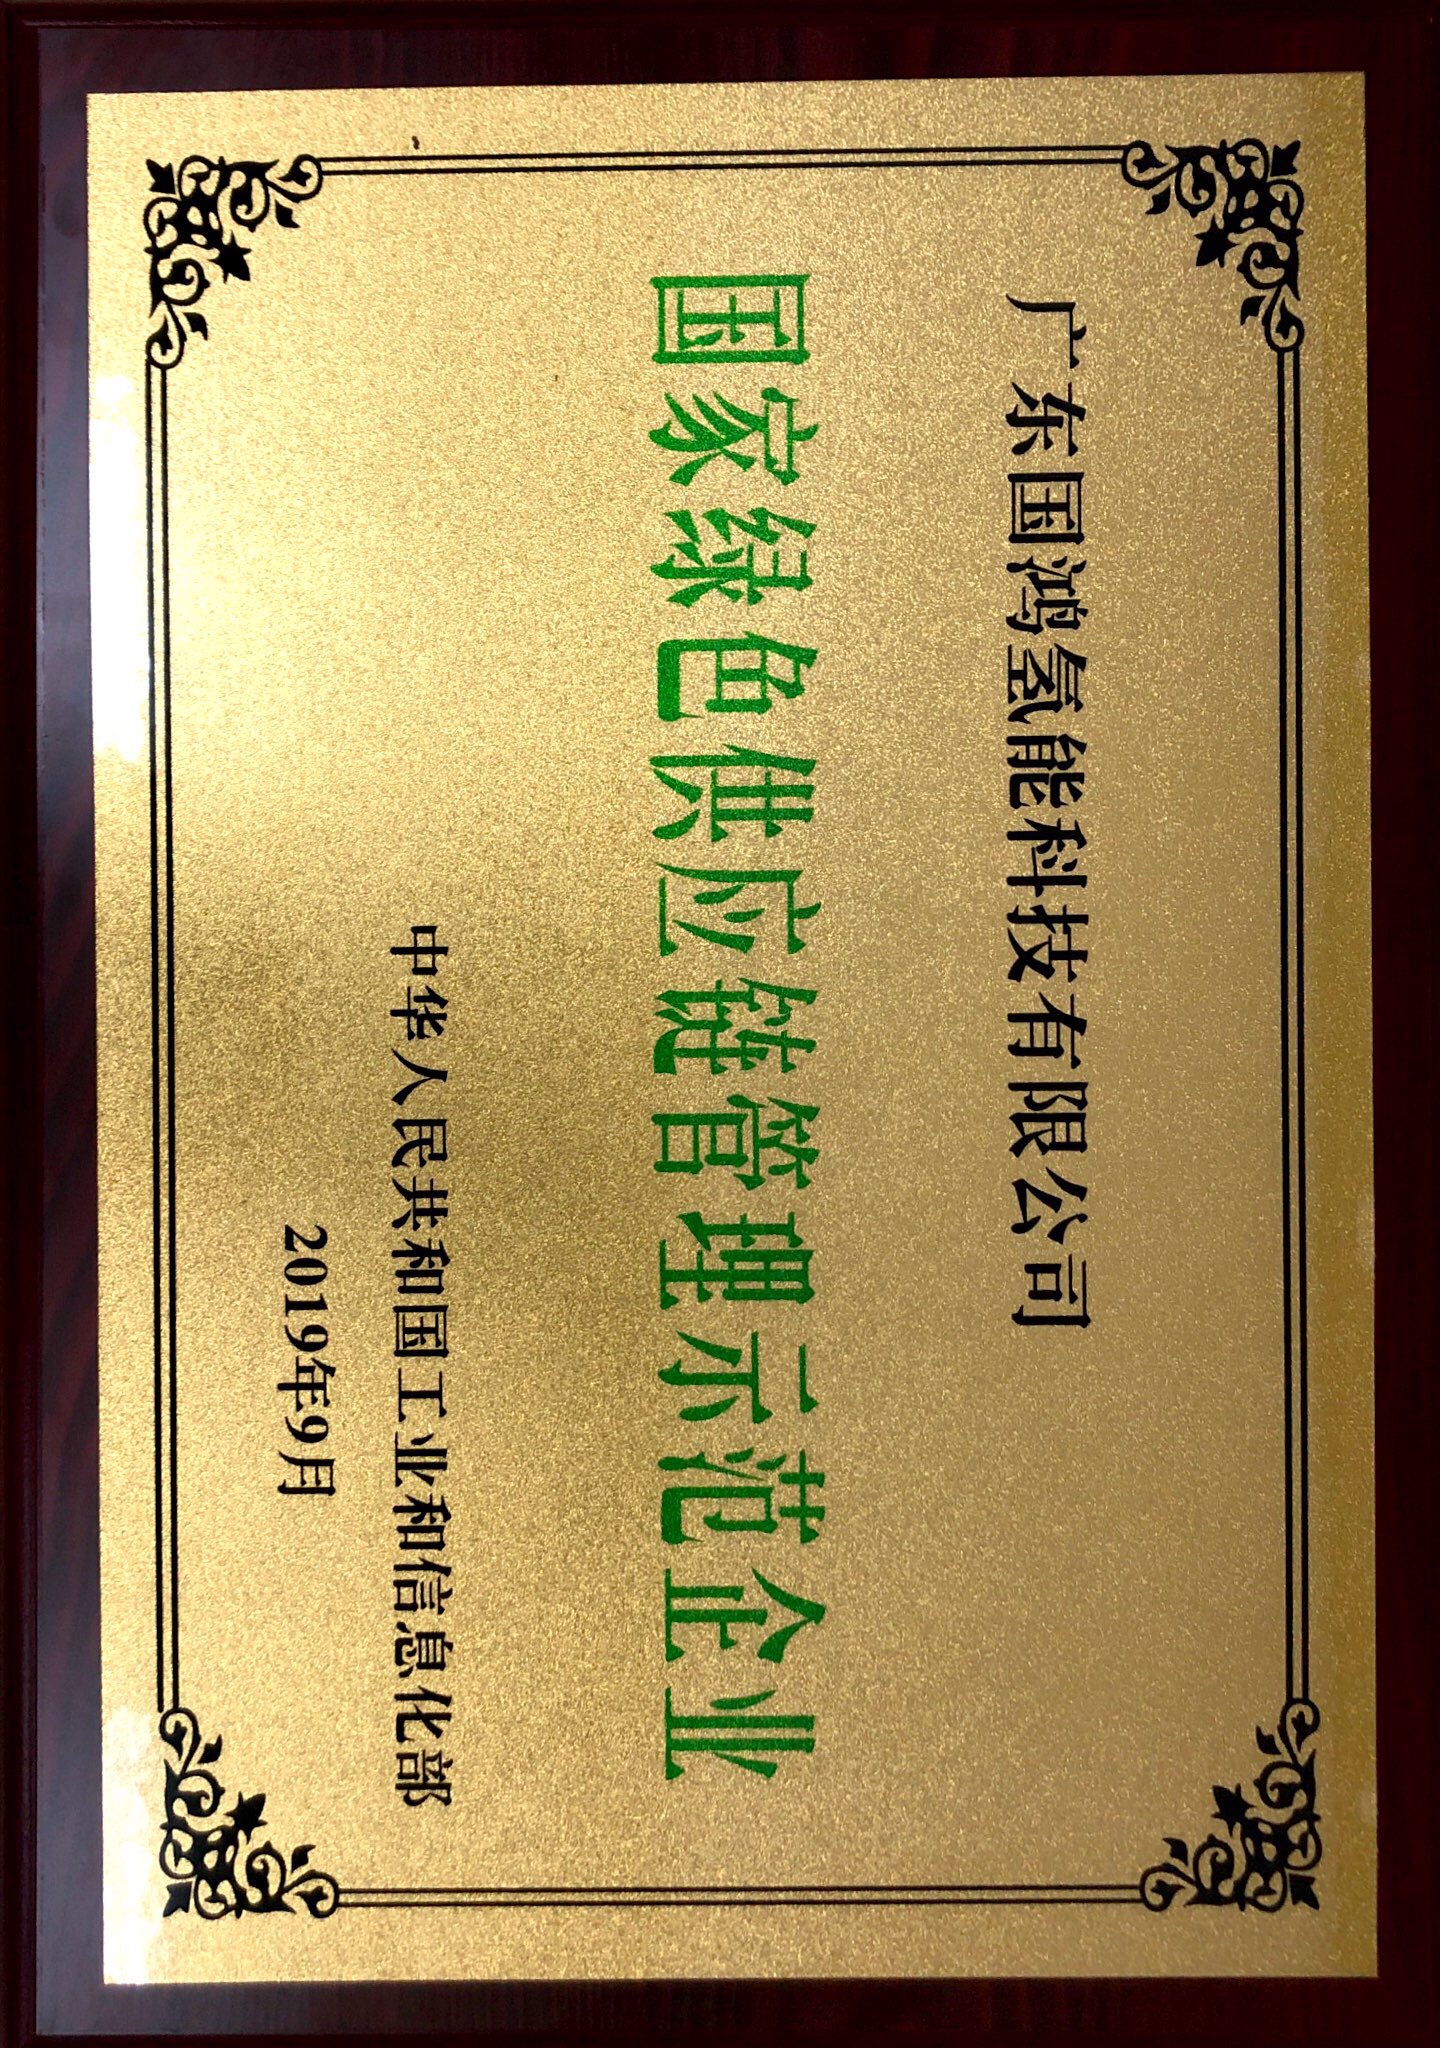 广东国鸿氢能科技有限公司
国家绿色供应链管理示范企业
中华人民共和国工业和信息化部
2019年9月